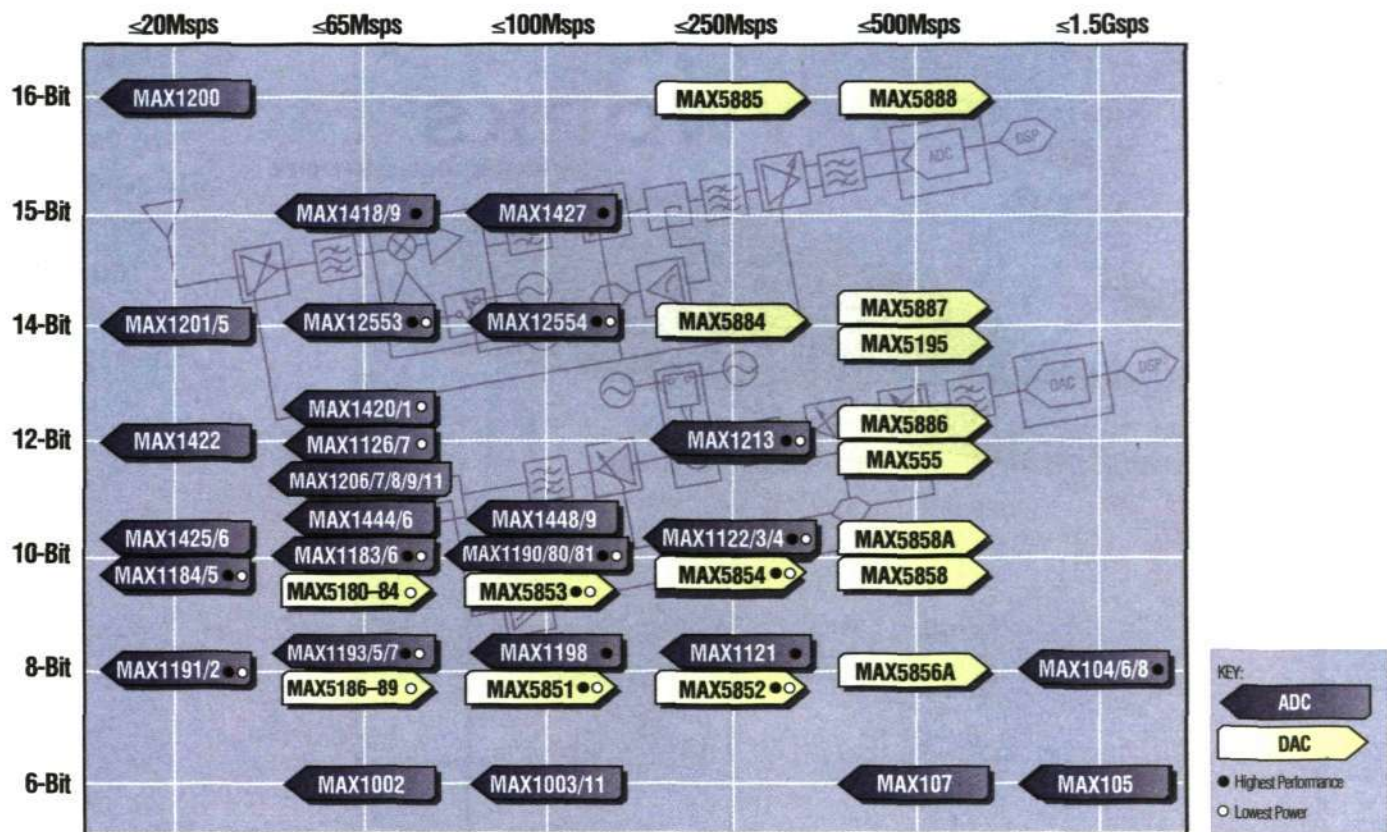 ≤20Msps ≤65Msps ≤100Msps ≤250Msps ≤500Msps ≤1.5Gsps
16-Bit MAX1200 MAX5885 MAX5888
ADC DSP
15-Bit MAX1418/9 MAX1427
14-Bit MAX1201/5 MAX12553 MAX12554 MAX5884 MAX5887
MAX5195
DAC DSP
MAX1420/1 MAX5886
12-Bit MAX1422 MAX1126/7 MAX1213 MAX555
MAX1206/7/8/9/11
MAX1444/6 MAX1448/9
10-Bit MAX1425/6 MAX1183/6 MAX1190/80/81 MAX1122/3/4 MAX5858A
MAX1184/5 MAX5180–84 MAX5853 MAX5854 MAX5858
8-Bit MAX1191/2 MAX1193/5/7 MAX1198 MAX1121 MAX5856A MAX104/6/8
MAX5186–89 MAX5851 MAX5852
6-Bit MAX1002 MAX1003/11 MAX107 MAX105
KEY:
ADC
DAC
● Highest Performance
○ Lowest Power